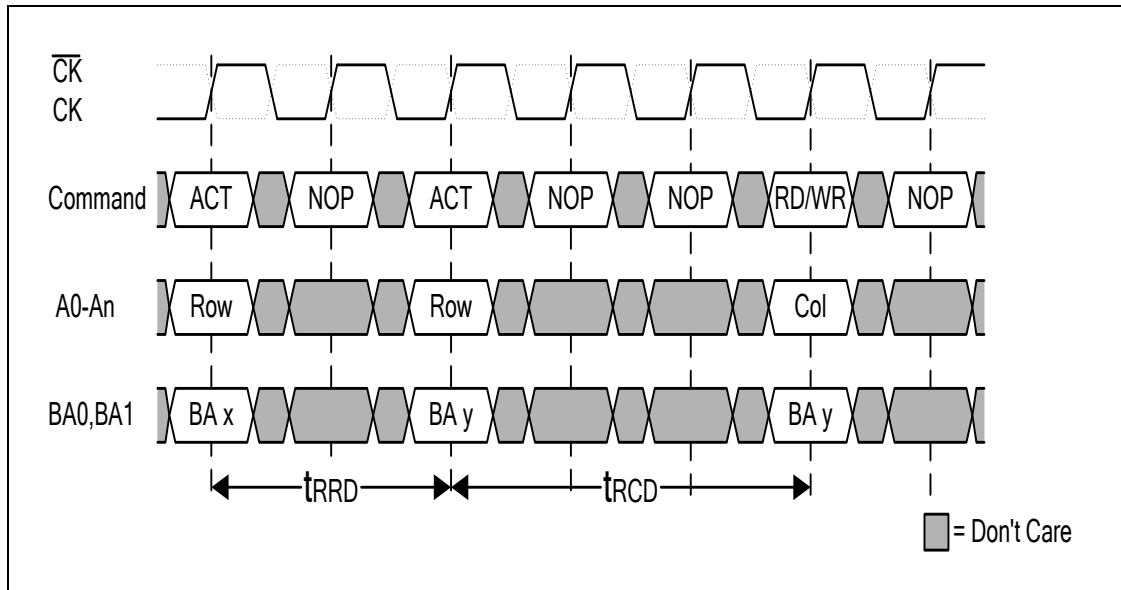 CK
CK
Command ACT NOP ACT NOP NOP RD/WR NOP
A0-An Row Row Col
BA0,BA1 BA x BA y BA y
tRRD tRCD
= Don't Care